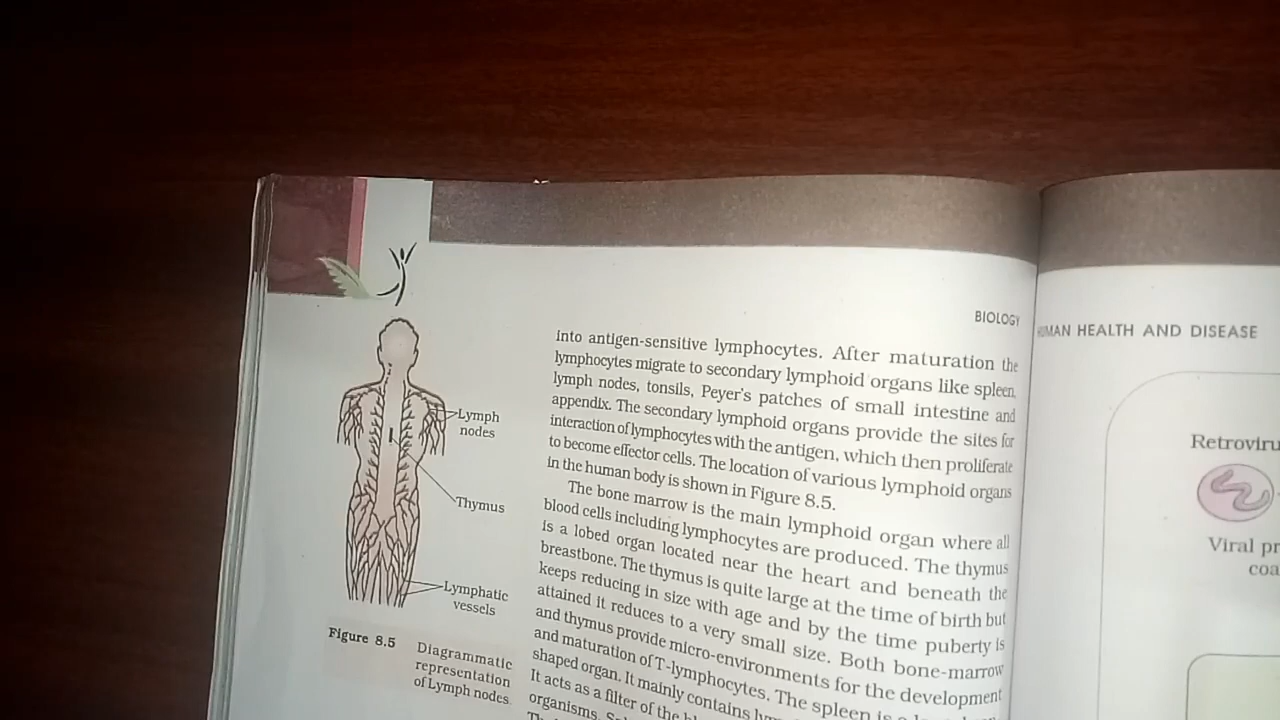 BIOLOGY
into antigen-sensitive lymphocytes. After maturation the
lymphocytes migrate to secondary lymphoid organs like spleen,
lymph nodes, tonsils, Peyer's patches of small intestine and
appendix. The secondary lymphoid organs provide the sites for
interaction of lymphocytes with the antigen, which then proliferate
to become effector cells. The location of various lymphoid organs
in the human body is shown in Figure 8.5.
The bone marrow is the main lymphoid organ where all
blood cells including lymphocytes are produced. The thymus
is a lobed organ located near the heart and beneath the
breastbone. The thymus is quite large at the time of birth but
keeps reducing in size with age and by the time puberty is
attained it reduces to a very small size. Both bone-marrow
and thymus provide micro-environments for the development
and maturation of T-lymphocytes. The spleen is a
shaped organ. It mainly contains
It acts as a filter of the
organisms.
Lymph
nodes
Thymus
Lymphatic
vessels
Figure 8.5 Diagrammatic
representation
of Lymph nodes
HUMAN HEALTH AND DISEASE
Retroviru
Viral pr
coa